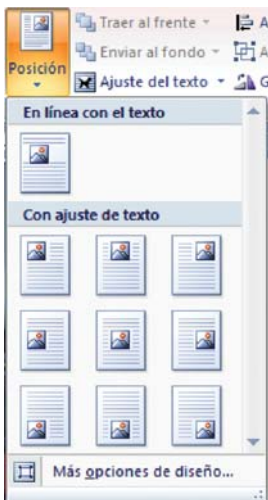 Traer al frente
Enviar al fondo
Posición
Ajuste del texto
En línea con el texto
Con ajuste de texto
Más opciones de diseño...